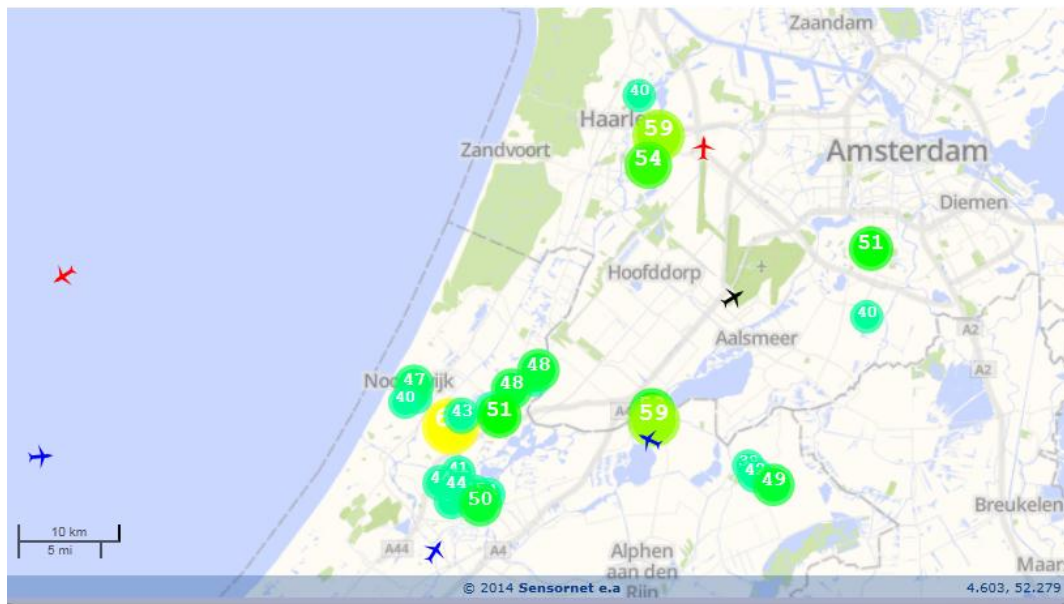 Zaandam
40
Haarle
59
Zandvoort
54
Amsterdam
Diemen
51
Hoofddorp
40
A2
Aalsmeer
48
47
Noo
wijk
48
A2
40
43
51
A4
59
41
49
44
50
Breukelen
10 km
5 mi
A44
A4
Alphen
aan den
Rijn
Maar
© 2014 Sensornet e.a
4.603, 52.279